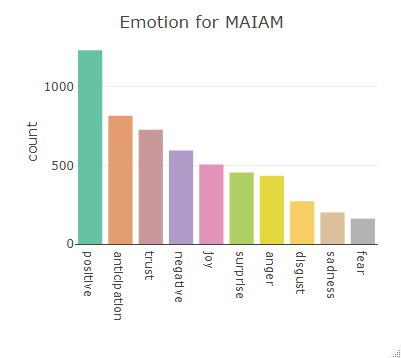 Emotion for MAIAM
count
1000
500
0
positive
anticipation
trust
negative
joy
surprise
anger
disgust
sadness
fear